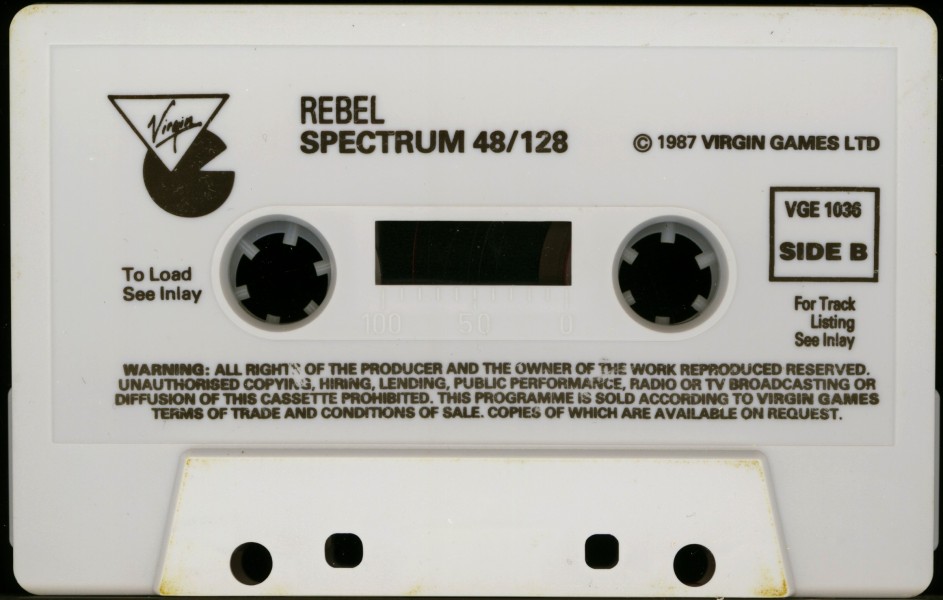 Virgin
REBEL
SPECTRUM 48/128
© 1987 VIRGIN GAMES LTD
VGE 1036
SIDE B
To Load
See Inlay
100 50 0
For Track
Listing
See Inlay
WARNING: ALL RIGHTS OF THE PRODUCER AND THE OWNER OF THE WORK REPRODUCED RESERVED.
UNAUTHORISED COPYING, HIRING, LENDING, PUBLIC PERFORMANCE, RADIO OR TV BROADCASTING OR
DIFFUSION OF THIS CASSETTE PROHIBITED. THIS PROGRAMME IS SOLD ACCORDING TO VIRGIN GAMES
TERMS OF TRADE AND CONDITIONS OF SALE. COPIES OF WHICH ARE AVAILABLE ON REQUEST.